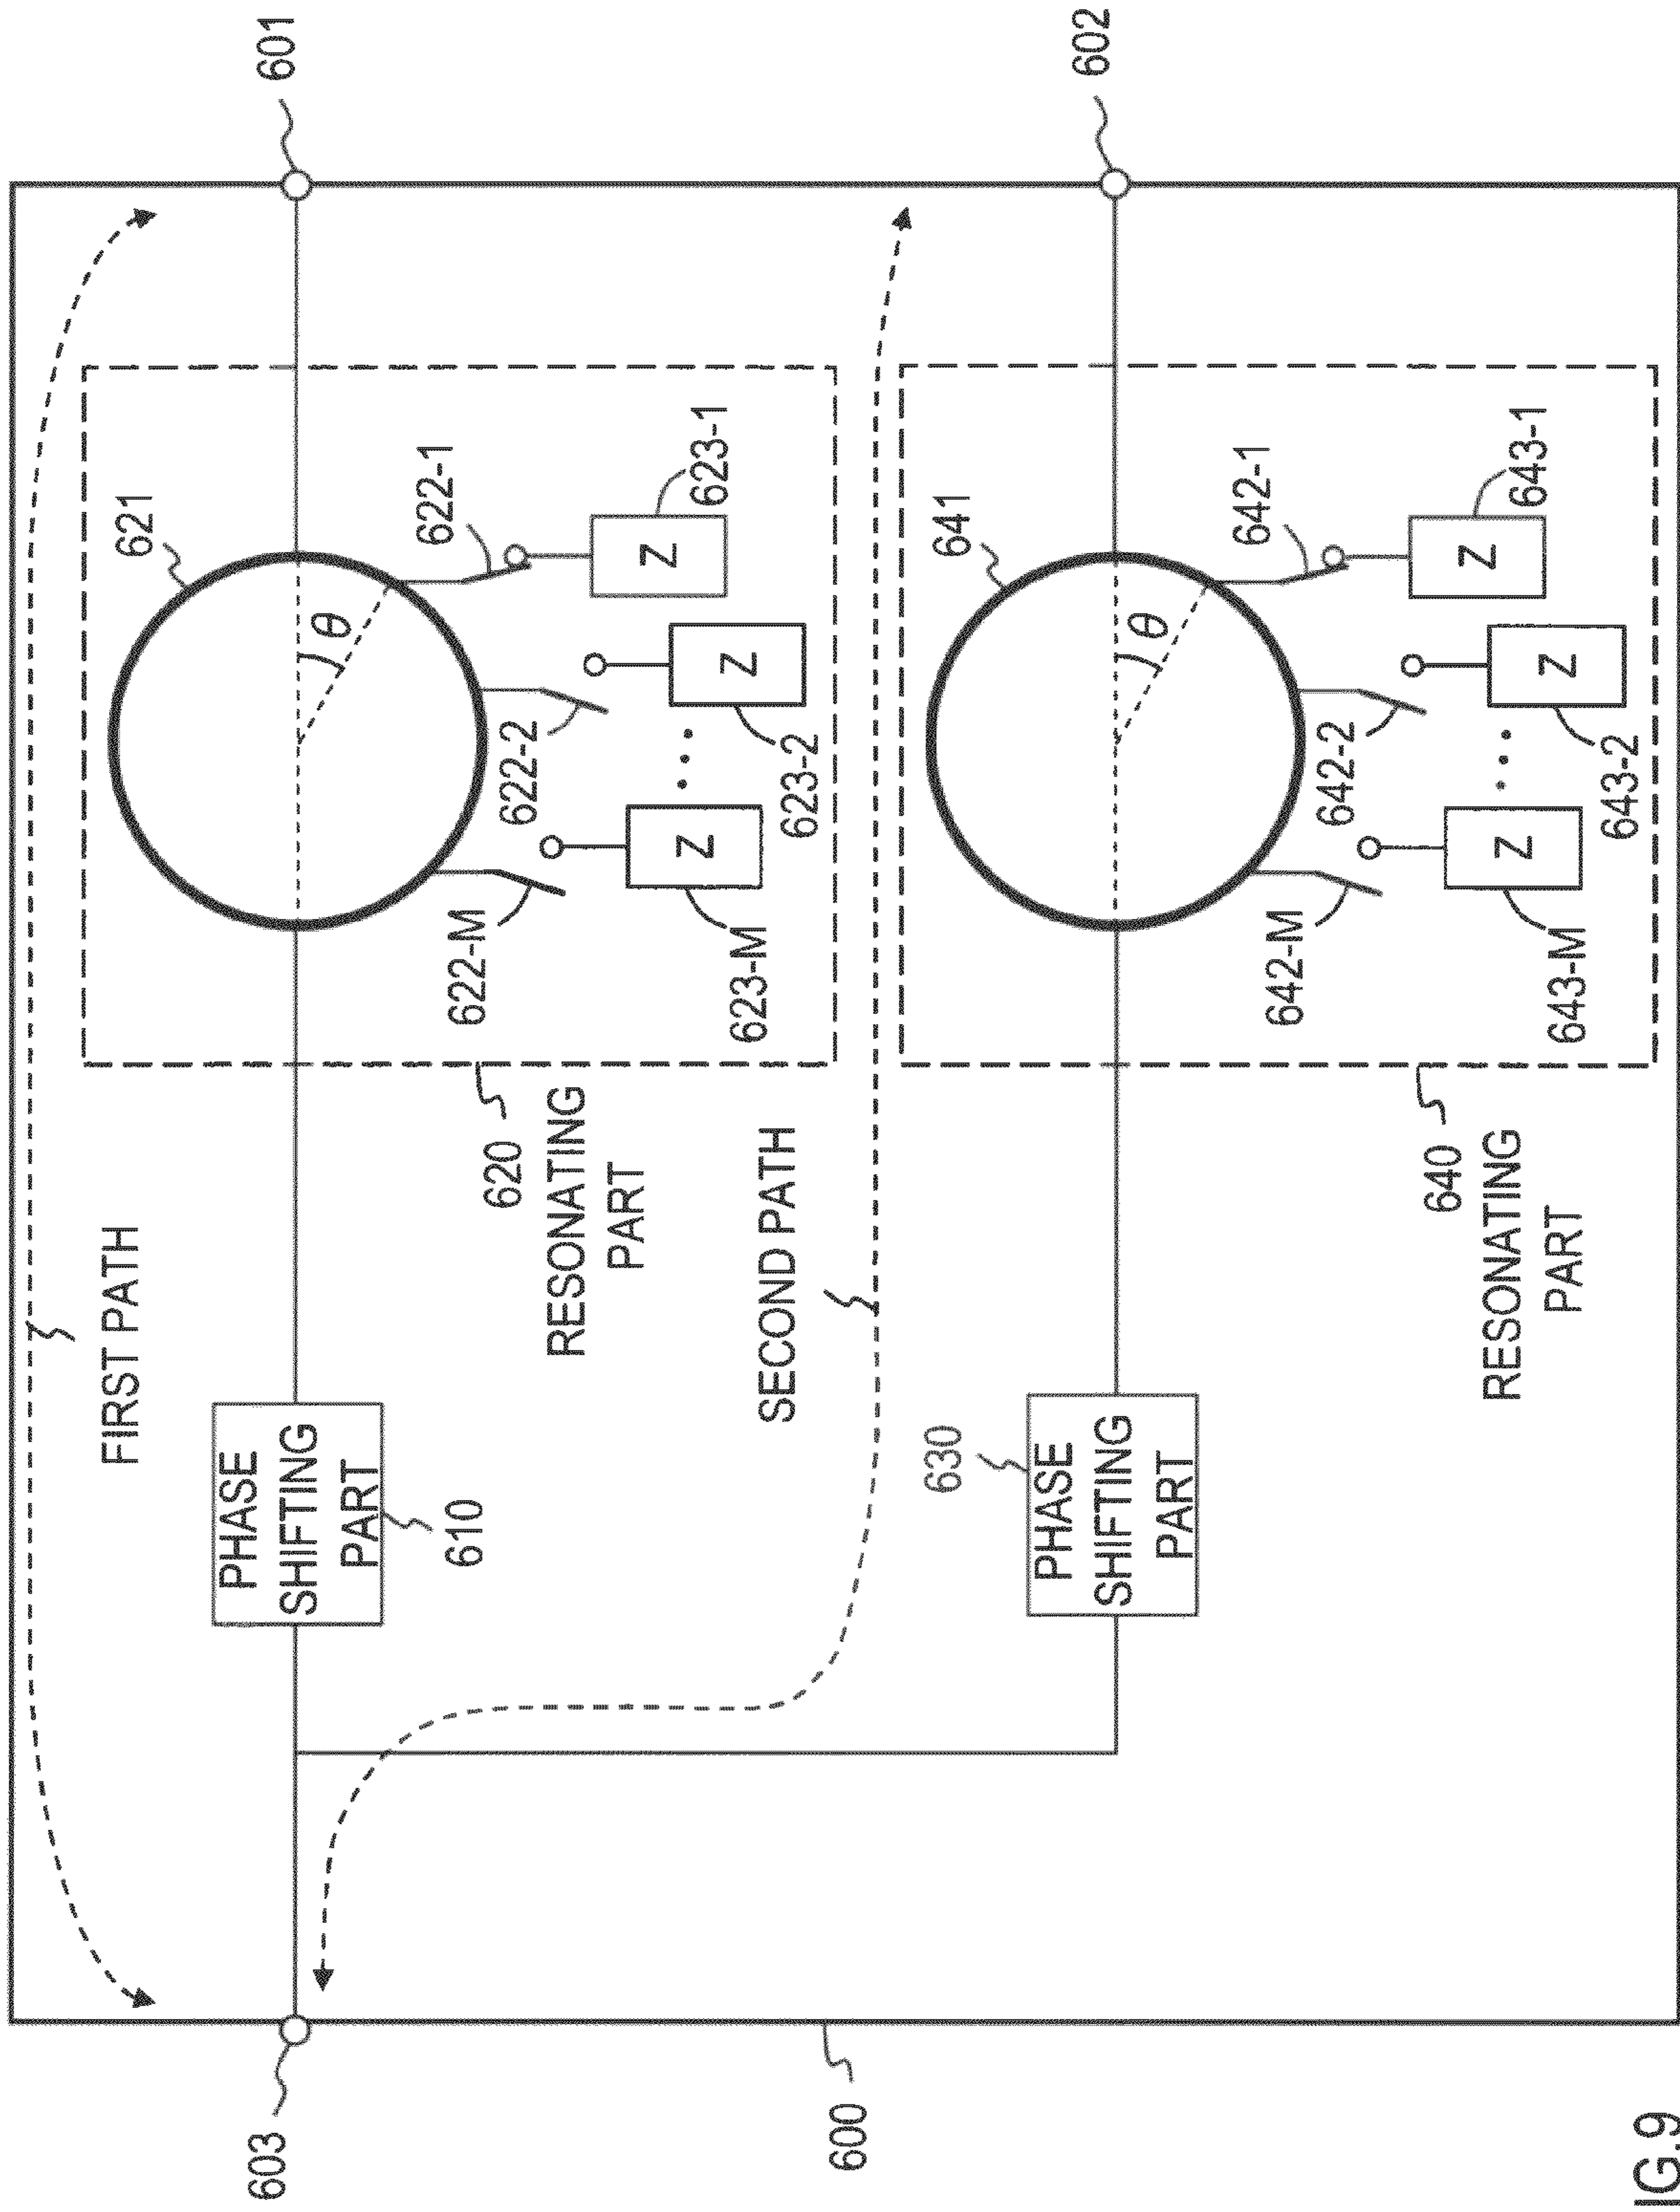 603
600
FIRST PATH
PHASE
SHIFTING
PART
610
620
RESONATING
PART
621
θ
622-M
622-2
622-1
Z
Z
Z
623-M
623-2
623-1
601
SECOND PATH
630
PHASE
SHIFTING
PART
640
RESONATING
PART
641
θ
642-M
642-2
642-1
Z
Z
Z
643-M
643-2
643-1
602
IG.9